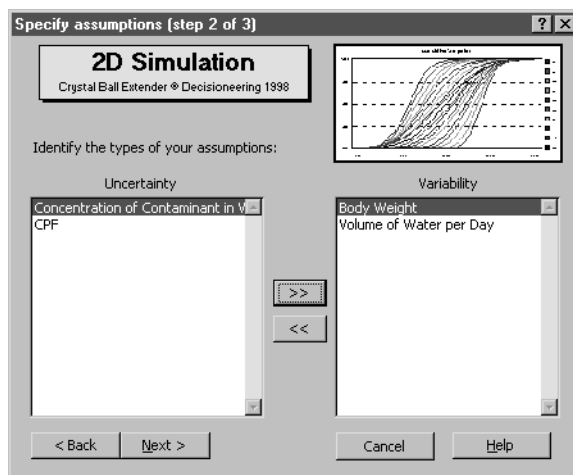 Specify assumptions (step 2 of 3)
2D Simulation
Crystal Ball Extender ® Decisioneering 1998
Identify the types of your assumptions:
Uncertainty
Variability
Concentration of Contaminant in W
CPF
Body Weight
Volume of Water per Day
>>
<<
< Back
Next >
Cancel
Help